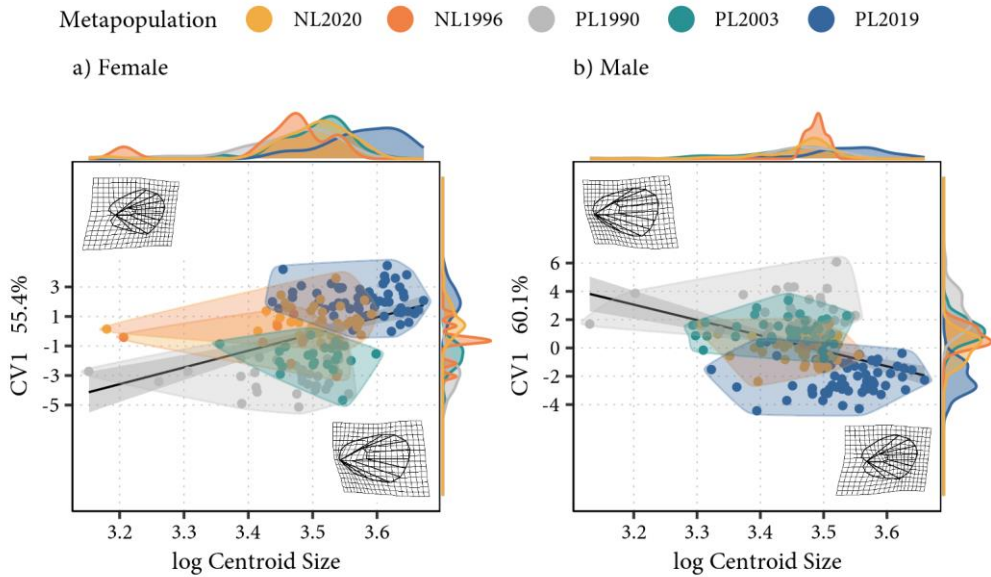 Metapopulation NL2020 NL1996 PL1990 PL2003 PL2019
a) Female
b) Male
CV1 55.4%
3
1
-1
-3
-5
3.2 3.3 3.4 3.5 3.6
log Centroid Size
CV1 60.1%
6
4
2
0
-2
-4
3.2 3.3 3.4 3.5 3.6
log Centroid Size